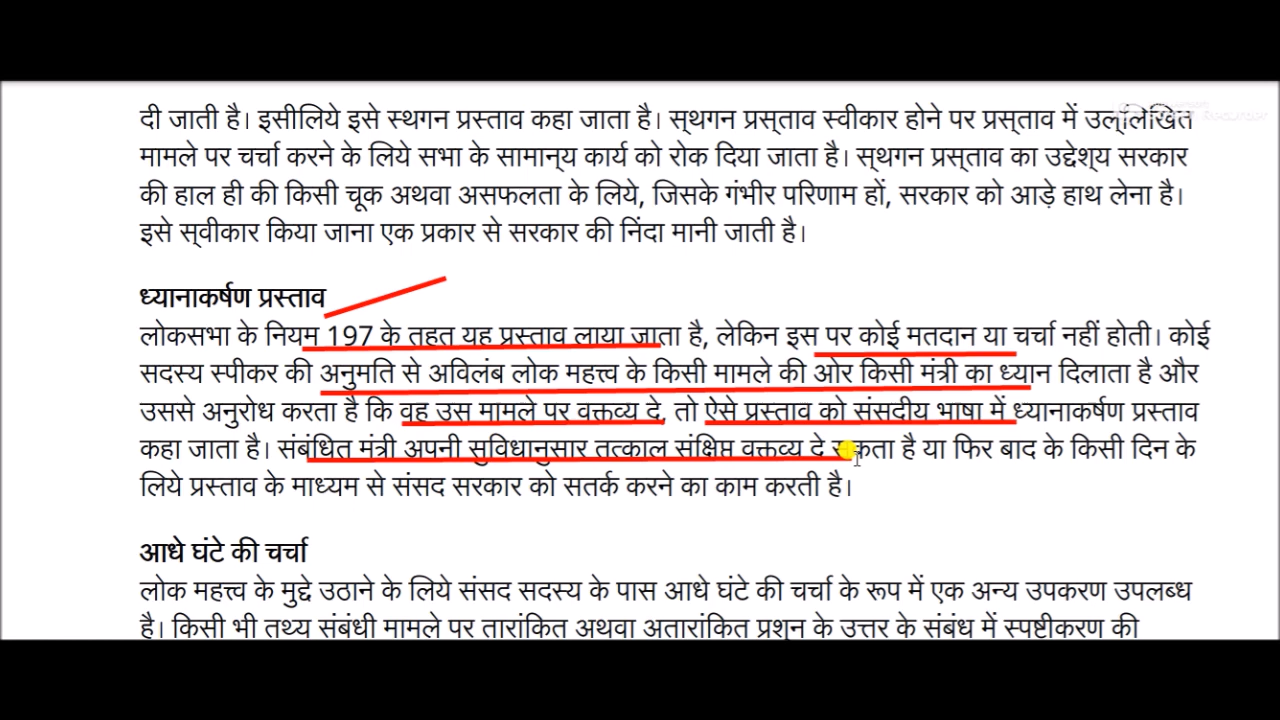 दी जाती है। इसीलिये इसे स्थगन प्रस्ताव कहा जाता है। स्थगन प्रस्ताव स्वीकार होने पर प्रस्ताव में उल्लिखित
मामले पर चर्चा करने के लिये सभा के सामान्य कार्य को रोक दिया जाता है। स्थगन प्रस्ताव का उद्देश्य सरकार
की हाल ही की किसी चूक अथवा असफलता के लिये, जिसके गंभीर परिणाम हों, सरकार को आड़े हाथ लेना है।
इसे स्वीकार किया जाना एक प्रकार से सरकार की निंदा मानी जाती है।
ध्यानाकर्षण प्रस्ताव
लोकसभा के नियम 197 के तहत यह प्रस्ताव लाया जाता है, लेकिन इस पर कोई मतदान या चर्चा नहीं होती। कोई
सदस्य स्पीकर की अनुमति से अविलंब लोक महत्त्व के किसी मामले की ओर किसी मंत्री का ध्यान दिलाता है और
उससे अनुरोध करता है कि वह उस मामले पर वक्तव्य दे, तो ऐसे प्रस्ताव को संसदीय भाषा में ध्यानाकर्षण प्रस्ताव
कहा जाता है। संबंधित मंत्री अपनी सुविधानुसार तत्काल संक्षिप्त वक्तव्य दे सकता है या फिर बाद के किसी दिन के
लिये प्रस्ताव के माध्यम से संसद सरकार को सतर्क करने का काम करती है।
आधे घंटे की चर्चा
लोक महत्त्व के मुद्दे उठाने के लिये संसद सदस्य के पास आधे घंटे की चर्चा के रूप में एक अन्य उपकरण उपलब्ध
है। किसी भी तथ्य संबंधी मामले पर तारांकित अथवा अतारांकित प्रश्न के उत्तर के संबंध में स्पष्टीकरण की